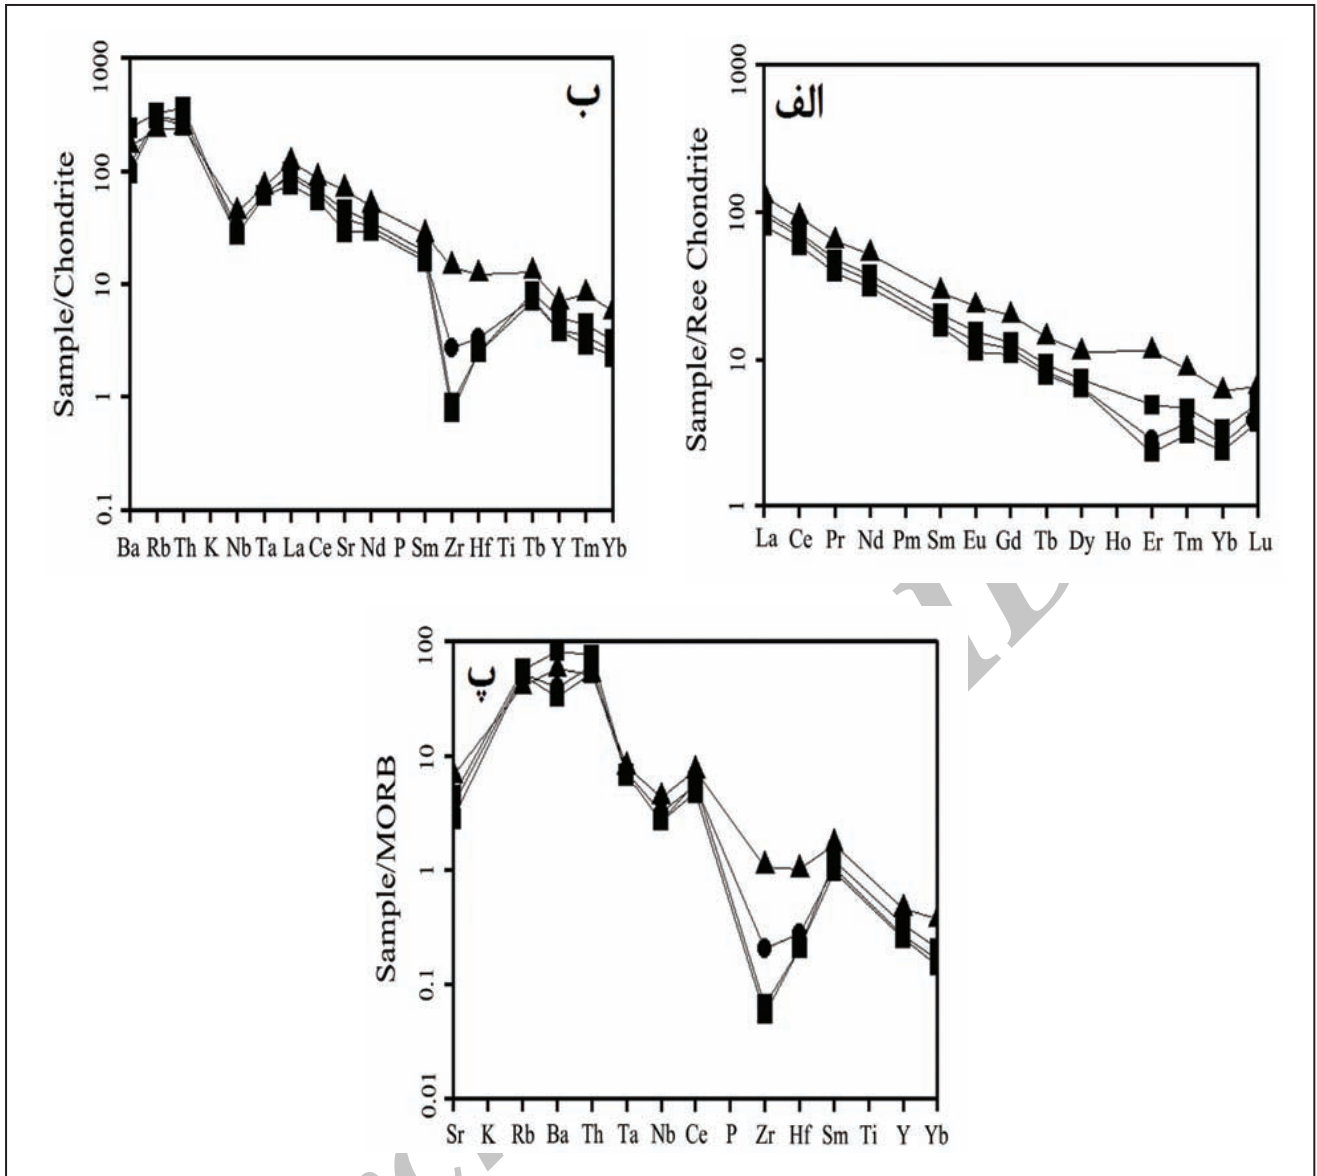 الف
1000
100
10
1
Sample/Ree Chondrite
La Ce Pr Nd Pm Sm Eu Gd Tb Dy Ho Er Tm Yb Lu
ب
1000
100
10
1
0.1
Sample/Chondrite
Ba Rb Th K Nb Ta La Ce Sr Nd P Sm Zr Hf Ti Tb Y Tm Yb
پ
100
10
1
0.1
0.01
Sample/MORB
Sr K Rb Ba Th Ta Nb Ce P Zr Hf Sm Ti Y Yb